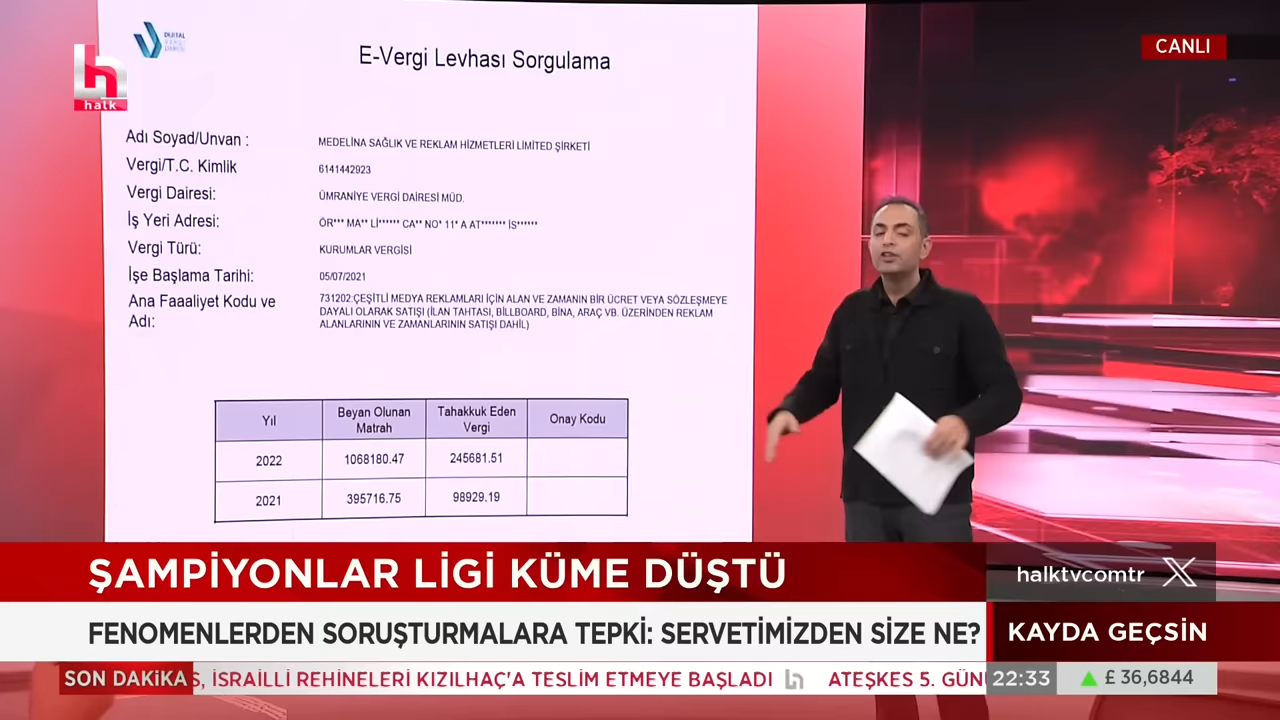 DİJİTAL
VERGİ
DAİRESİ
E-Vergi Levhası Sorgulama
CANLI
halk
Adı Soyad/Unvan :
MEDELİNA SAĞLIK VE REKLAM HİZMETLERİ LİMİTED ŞİRKETİ
Vergi/T.C. Kimlik
6141442923
Vergi Dairesi:
ÜMRANİYE VERGİ DAİRESİ MÜD.
İş Yeri Adresi:
ÖR*** MA** Lİ****** CA** NO* 11* A AT******* İS******
Vergi Türü:
KURUMLAR VERGİSİ
İşe Başlama Tarihi:
05/07/2021
Ana Faaaliyet Kodu ve
Adı:
731202:ÇEŞİTLİ MEDYA REKLAMLARI İÇİN ALAN VE ZAMANIN BİR ÜCRET VEYA SÖZLEŞMEYE
DAYALI OLARAK SATIŞI (İLAN TAHTASI, BİLLBOARD, BİNA, ARAÇ VB. ÜZERİNDEN REKLAM
ALANLARININ VE ZAMANLARININ SATIŞI DAHİL)
Yıl Beyan Olunan Matrah Tahakkuk Eden Vergi Onay Kodu
2022 1068180.47 245681.51
2021 395716.75 98929.19
ŞAMPİYONLAR LİGİ KÜME DÜŞTÜ
halktvcomtr X
FENOMENLERDEN SORUŞTURMALARA TEPKİ: SERVETİMİZDEN SİZE NE?
KAYDA GEÇSİN
SON DAKİKA S, İSRAİLLİ REHİNELERİ KIZILHAÇ'A TESLİM ETMEYE BAŞLADI h ATEŞKES 5. GÜN 22:33 £ 36,6844